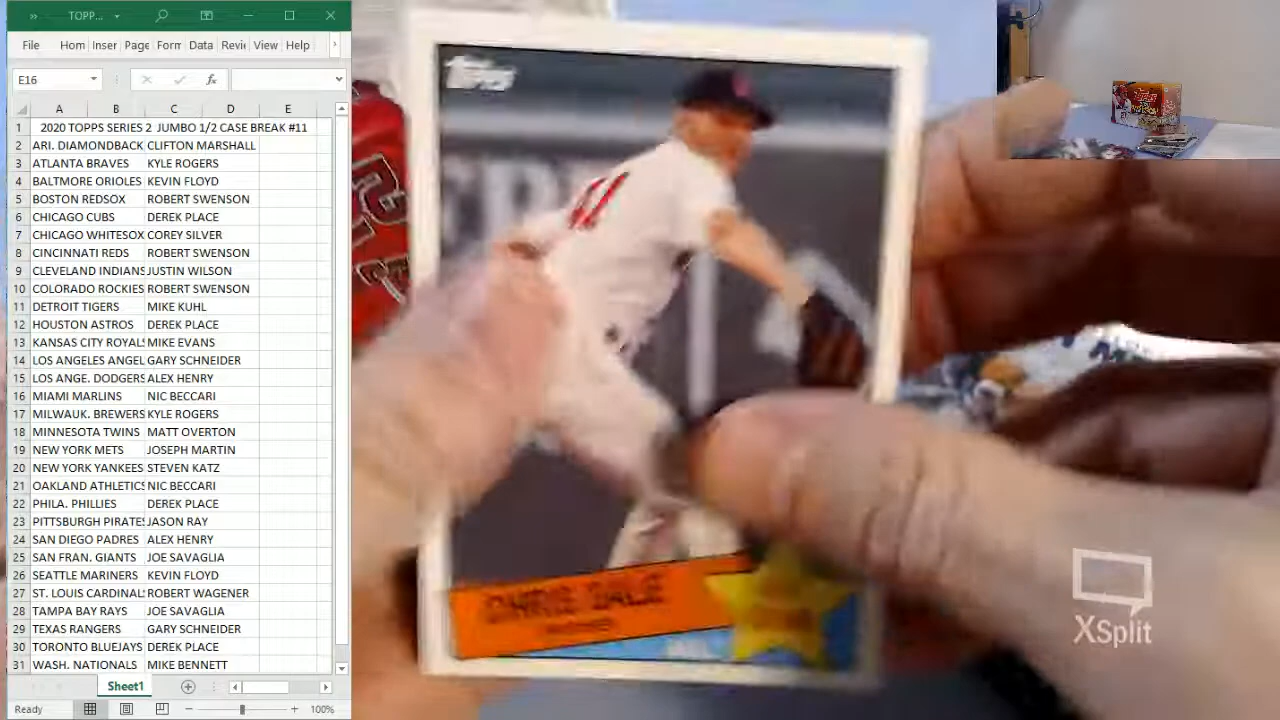 TOPP...
File Hom Inser Page Form Data Revi View Help
E16
fx
A B C D E
1 2020 TOPPS SERIES 2 JUMBO 1/2 CASE BREAK #11
2 ARI. DIAMONDBACK CLIFTON MARSHALL
3 ATLANTA BRAVES KYLE ROGERS
4 BALTMORE ORIOLES KEVIN FLOYD
5 BOSTON REDSOX ROBERT SWENSON
6 CHICAGO CUBS DEREK PLACE
7 CHICAGO WHITESOX COREY SILVER
8 CINCINNATI REDS ROBERT SWENSON
9 CLEVELAND INDIANS JUSTIN WILSON
10 COLORADO ROCKIES ROBERT SWENSON
11 DETROIT TIGERS MIKE KUHL
12 HOUSTON ASTROS DEREK PLACE
13 KANSAS CITY ROYAL MIKE EVANS
14 LOS ANGELES ANGEL GARY SCHNEIDER
15 LOS ANGE. DODGERS ALEX HENRY
16 MIAMI MARLINS NIC BECCARI
17 MILWAUK. BREWERS KYLE ROGERS
18 MINNESOTA TWINS MATT OVERTON
19 NEW YORK METS JOSEPH MARTIN
20 NEW YORK YANKEES STEVEN KATZ
21 OAKLAND ATHLETICS NIC BECCARI
22 PHILA. PHILLIES DEREK PLACE
23 PITTSBURGH PIRATE JASON RAY
24 SAN DIEGO PADRES ALEX HENRY
25 SAN FRAN. GIANTS JOE SAVAGLIA
26 SEATTLE MARINERS KEVIN FLOYD
27 ST. LOUIS CARDINAL ROBERT WAGENER
28 TAMPA BAY RAYS JOE SAVAGLIA
29 TEXAS RANGERS GARY SCHNEIDER
30 TORONTO BLUEJAYS DEREK PLACE
31 WASH. NATIONALS MIKE BENNETT
Sheet1
Ready 100%
Topps
41
CHRIS SALE
XSplit